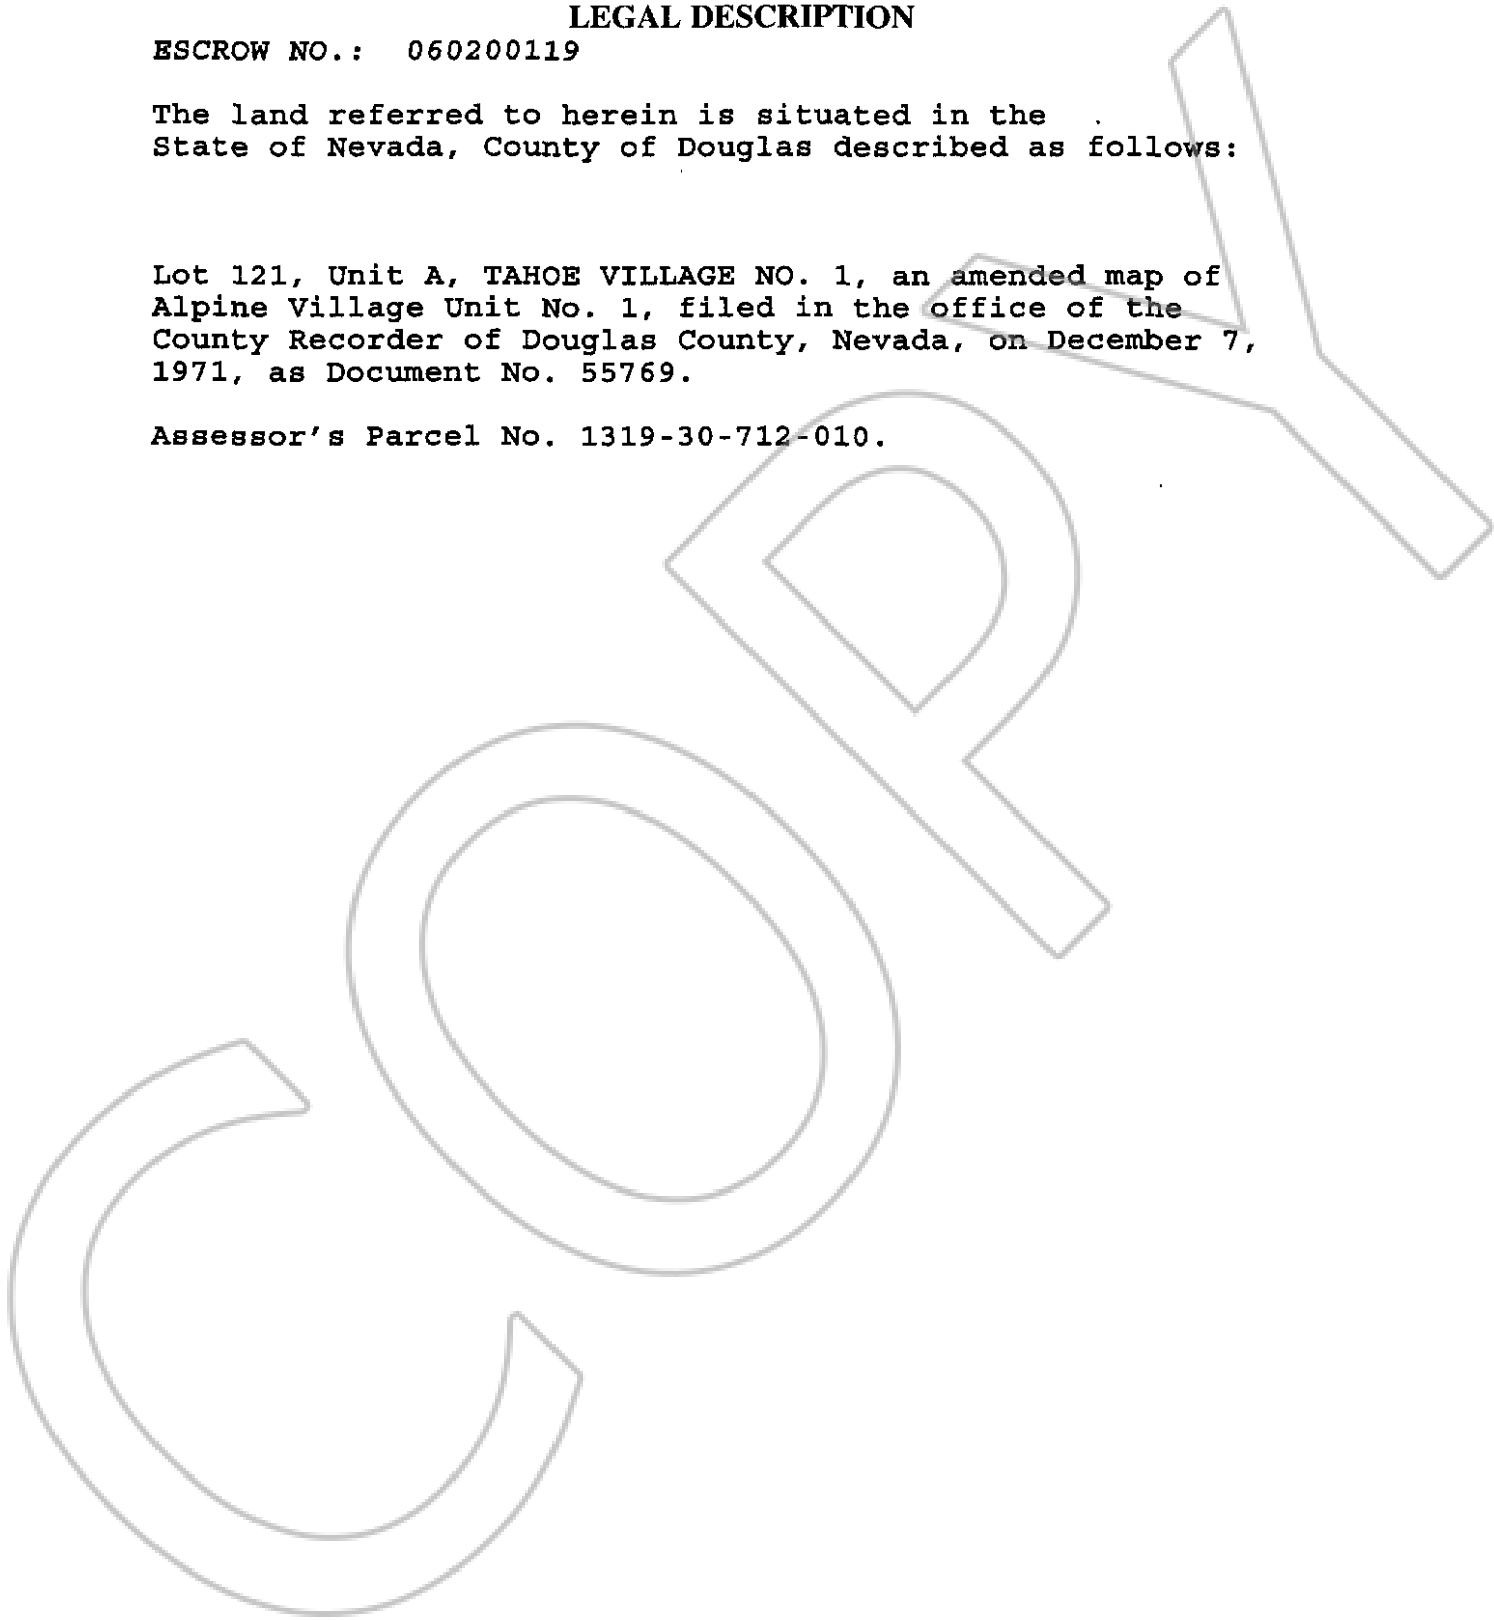 LEGAL DESCRIPTION
ESCROW NO.: 060200119
The land referred to herein is situated in the
State of Nevada, County of Douglas described as follows:
Lot 121, Unit A, TAHOE VILLAGE NO. 1, an amended map of
Alpine Village Unit No. 1, filed in the office of the
County Recorder of Douglas County, Nevada, on December 7,
1971, as Document No. 55769.
Assessor's Parcel No. 1319-30-712-010.
COPY